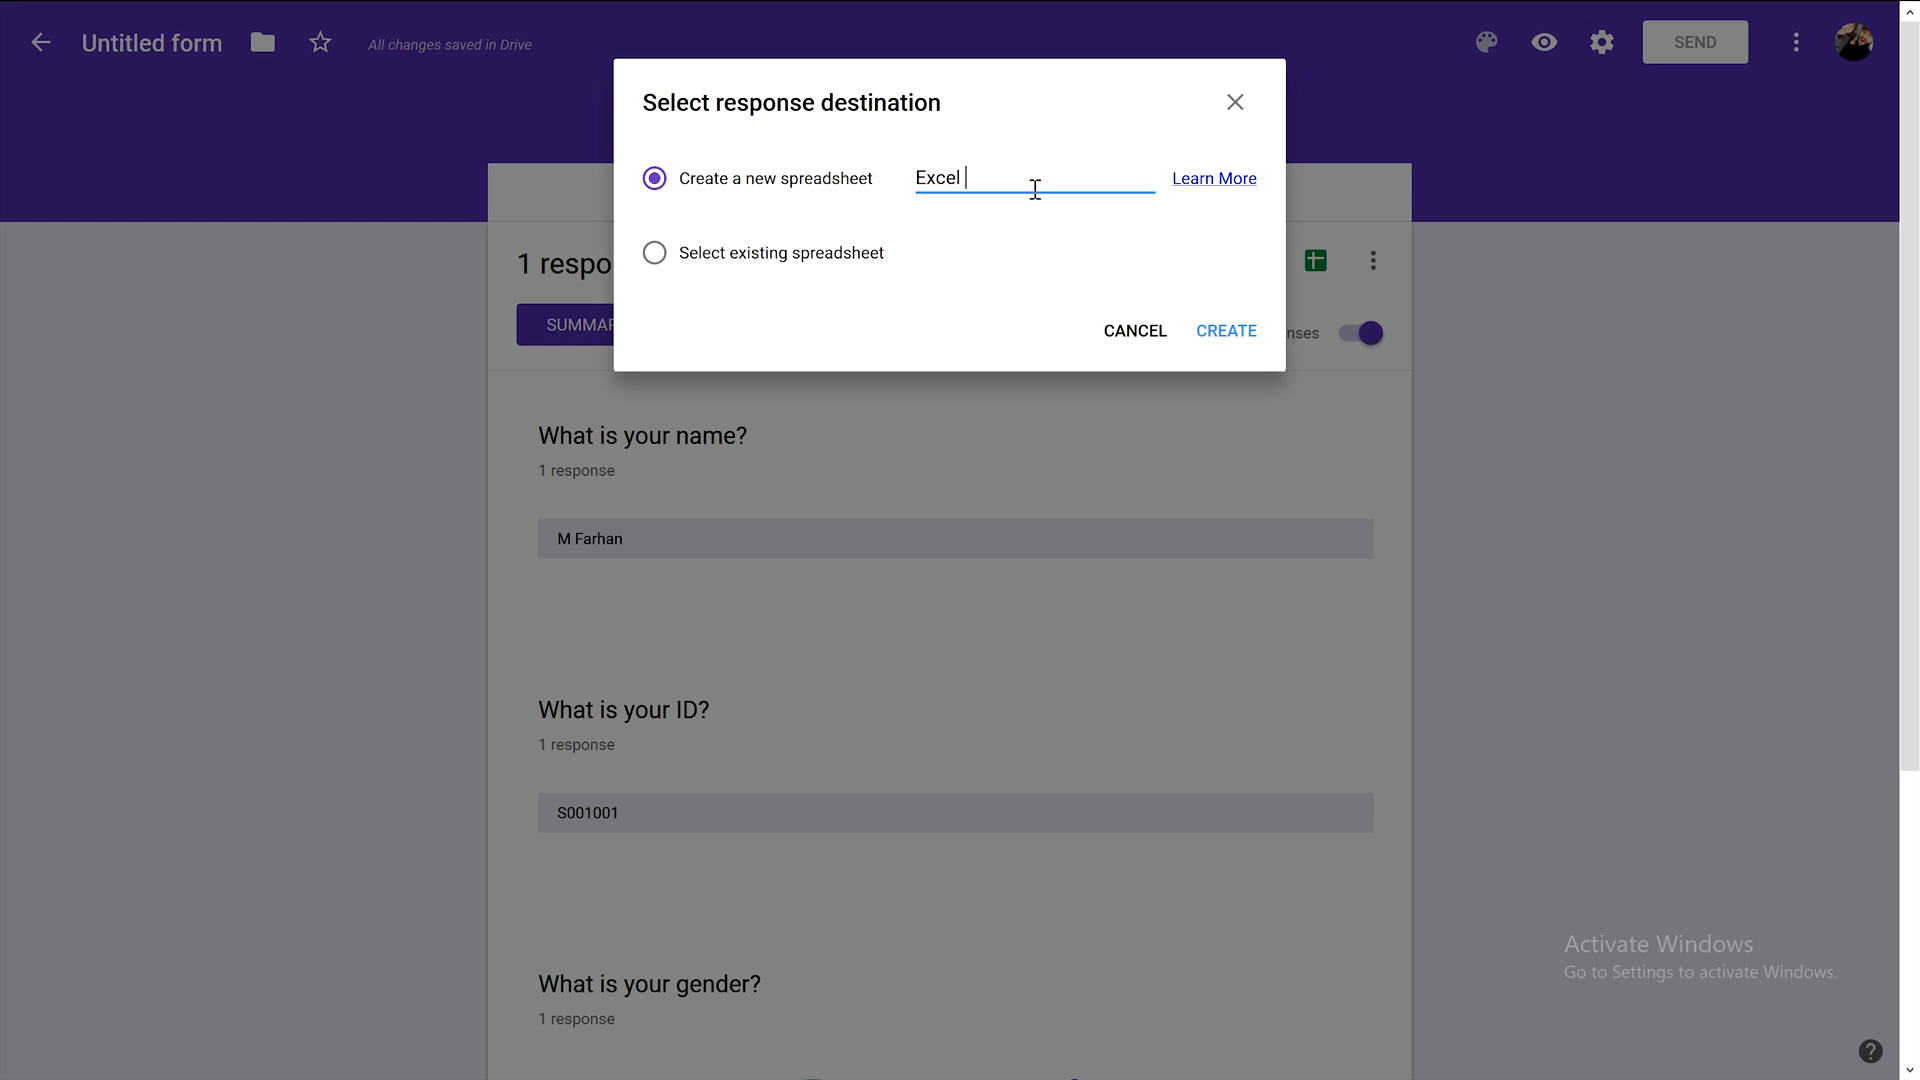 Untitled form
All changes saved in Drive
SEND
Select response destination
Create a new spreadsheet
Excel
Learn More
Select existing spreadsheet
CANCEL
CREATE
1 respo
SUMMAR
nses
What is your name?
1 response
M Farhan
What is your ID?
1 response
S001001
What is your gender?
1 response
Activate Windows
Go to Settings to activate Windows.